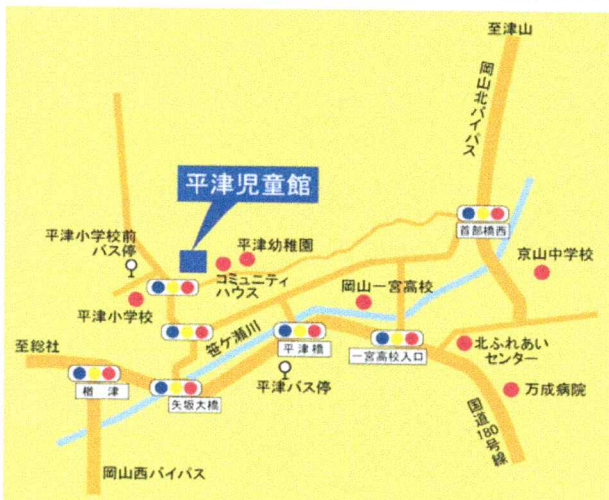 至津山
岡山北バイパス
平津児童館
首部橋西
平津小学校前
バス停
平津幼稚園
コミュニティ
ハウス
京山中学校
岡山一宮高校
平津小学校
笹ケ瀬川
至総社
平津橋
一宮高校入口
北ふれあい
センター
楢津
矢坂大橋
平津バス停
万成病院
国道180号線
岡山西バイパス